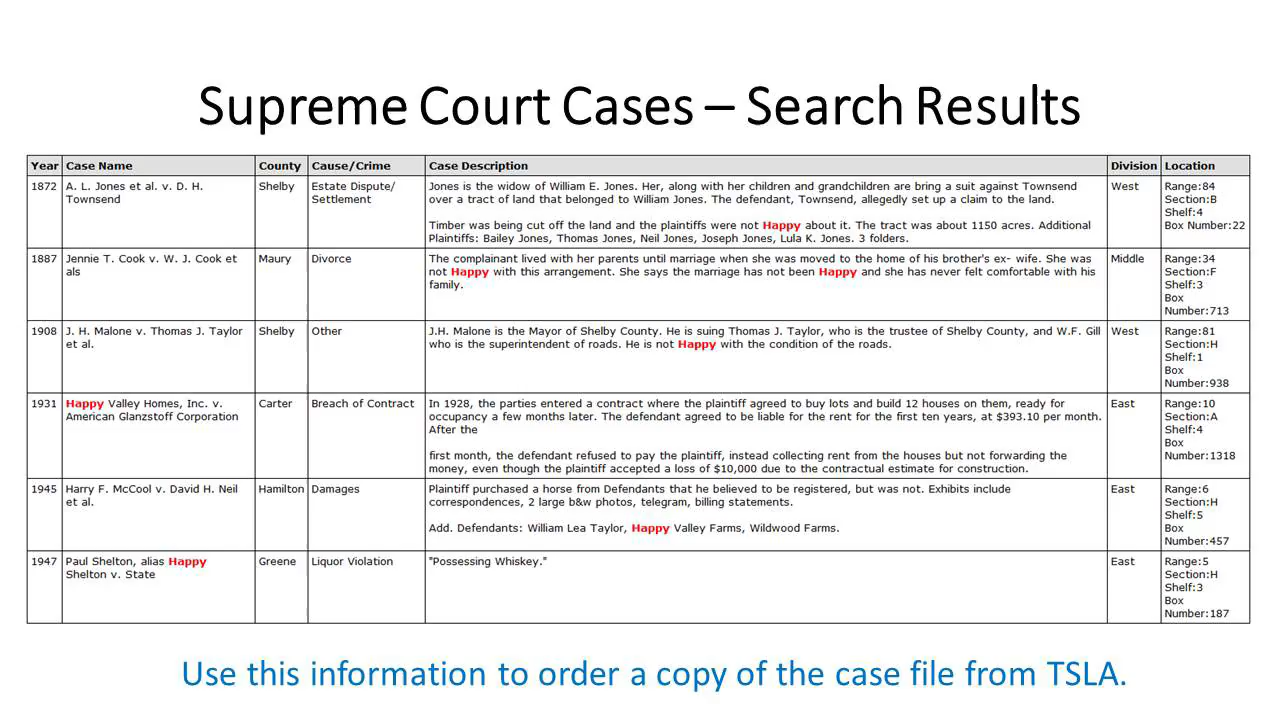 Supreme Court Cases – Search Results
Year Case Name County Cause/Crime Case Description Division Location
1872 A. L. Jones et al. v. D. H. Townsend Shelby Estate Dispute/ Settlement Jones is the widow of William E. Jones. Her, along with her children and grandchildren are bring a suit against Townsend
over a tract of land that belonged to William Jones. The defendant, Townsend, allegedly set up a claim to the land.
Timber was being cut off the land and the plaintiffs were not Happy about it. The tract was about 1150 acres. Additional
Plaintiffs: Bailey Jones, Thomas Jones, Neil Jones, Joseph Jones, Lula K. Jones. 3 folders.
West
Range:84
Section:B
Shelf:4
Box Number:22
1887 Jennie T. Cook v. W. J. Cook et als Maury Divorce The complainant lived with her parents until marriage when she was moved to the home of his brother's ex- wife. She was
not Happy with this arrangement. She says the marriage has not been Happy and she has never felt comfortable with his
family.
Middle
Range:34
Section:F
Shelf:3
Box
Number:713
1908 J. H. Malone v. Thomas J. Taylor et al. Shelby Other J.H. Malone is the Mayor of Shelby County. He is suing Thomas J. Taylor, who is the trustee of Shelby County, and W.F. Gill
who is the superintendent of roads. He is not Happy with the condition of the roads.
West
Range:81
Section:H
Shelf:1
Box
Number:938
1931 Happy Valley Homes, Inc. v. American Glanzstoff Corporation Carter Breach of Contract In 1928, the parties entered a contract where the plaintiff agreed to buy lots and build 12 houses on them, ready for
occupancy a few months later. The defendant agreed to be liable for the rent for the first ten years, at $393.10 per month.
After the
first month, the defendant refused to pay the plaintiff, instead collecting rent from the houses but not forwarding the
money, even though the plaintiff accepted a loss of $10,000 due to the contractual estimate for construction.
East
Range:10
Section:A
Shelf:4
Box
Number:1318
1945 Harry F. McCool v. David H. Neil et al. Hamilton Damages Plaintiff purchased a horse from Defendants that he believed to be registered, but was not. Exhibits include
correspondences, 2 large b&w photos, telegram, billing statements.
Add. Defendants: William Lea Taylor, Happy Valley Farms, Wildwood Farms.
East
Range:6
Section:H
Shelf:5
Box
Number:457
1947 Paul Shelton, alias Happy Shelton v. State Greene Liquor Violation "Possessing Whiskey."
East
Range:5
Section:H
Shelf:3
Box
Number:187
Use this information to order a copy of the case file from TSLA.